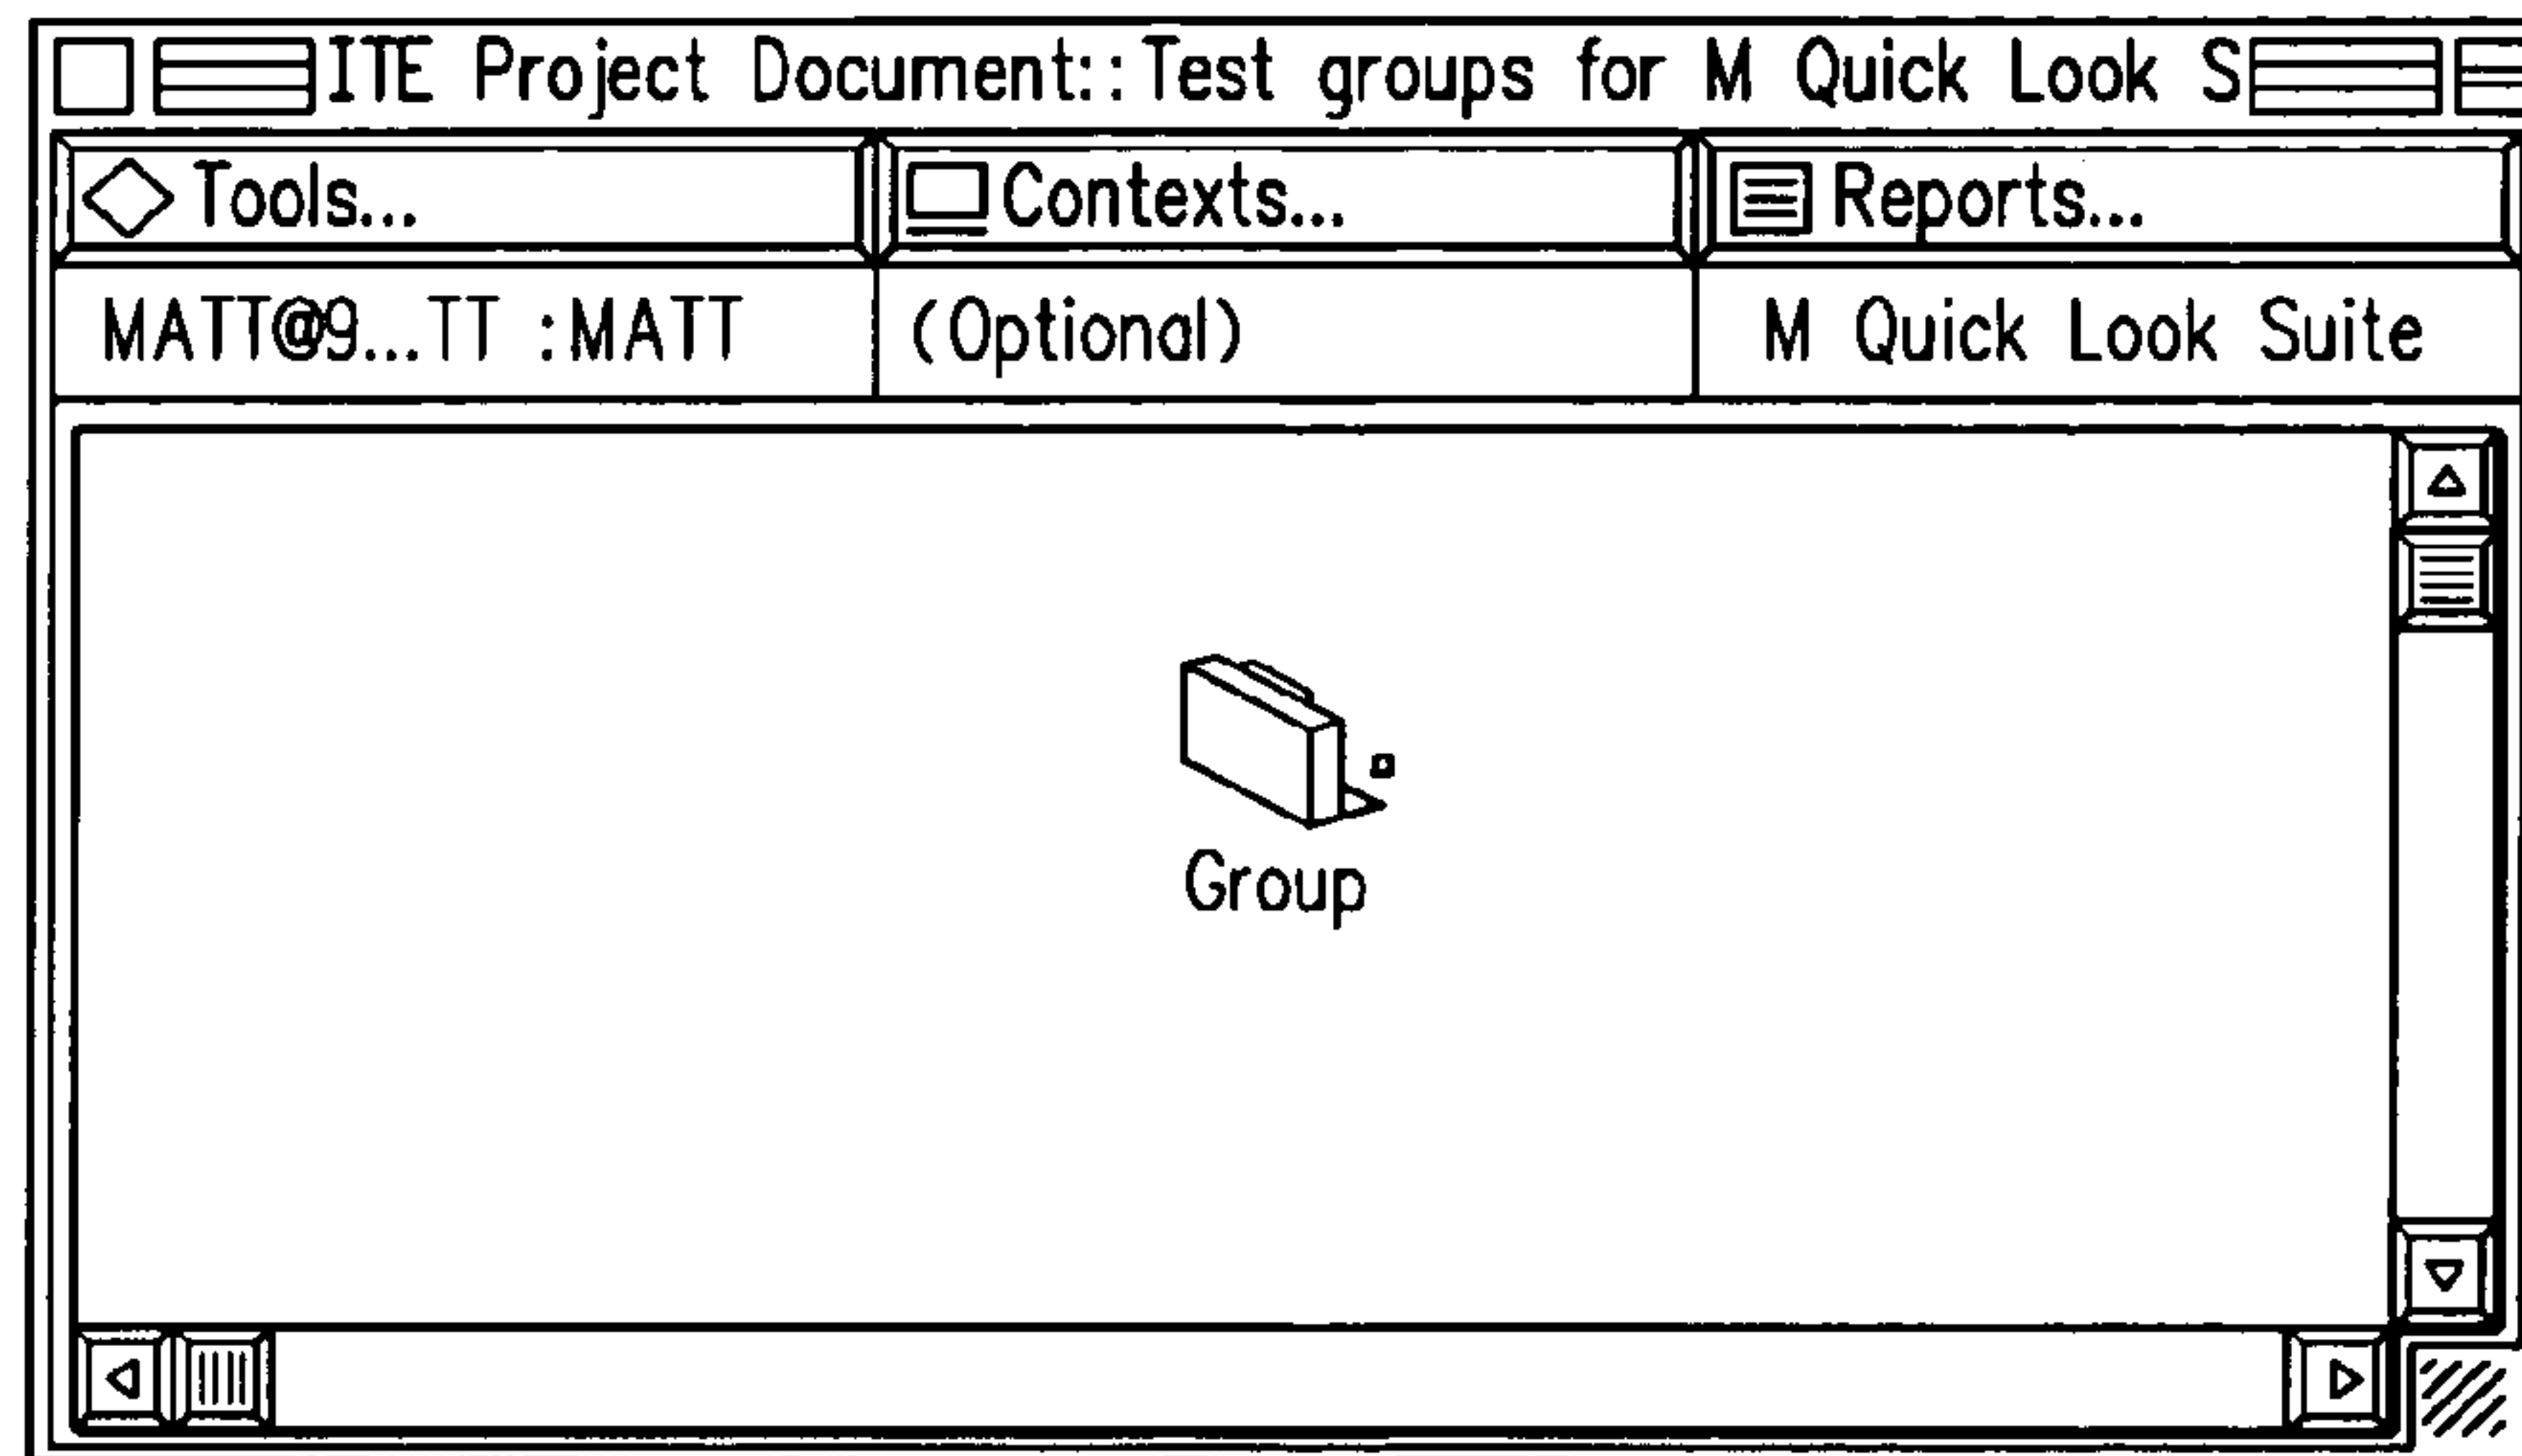 ITE Project Document::Test groups for M Quick Look S
Tools... Contexts... Reports...
MATT@9...TT :MATT (Optional) M Quick Look Suite
Group